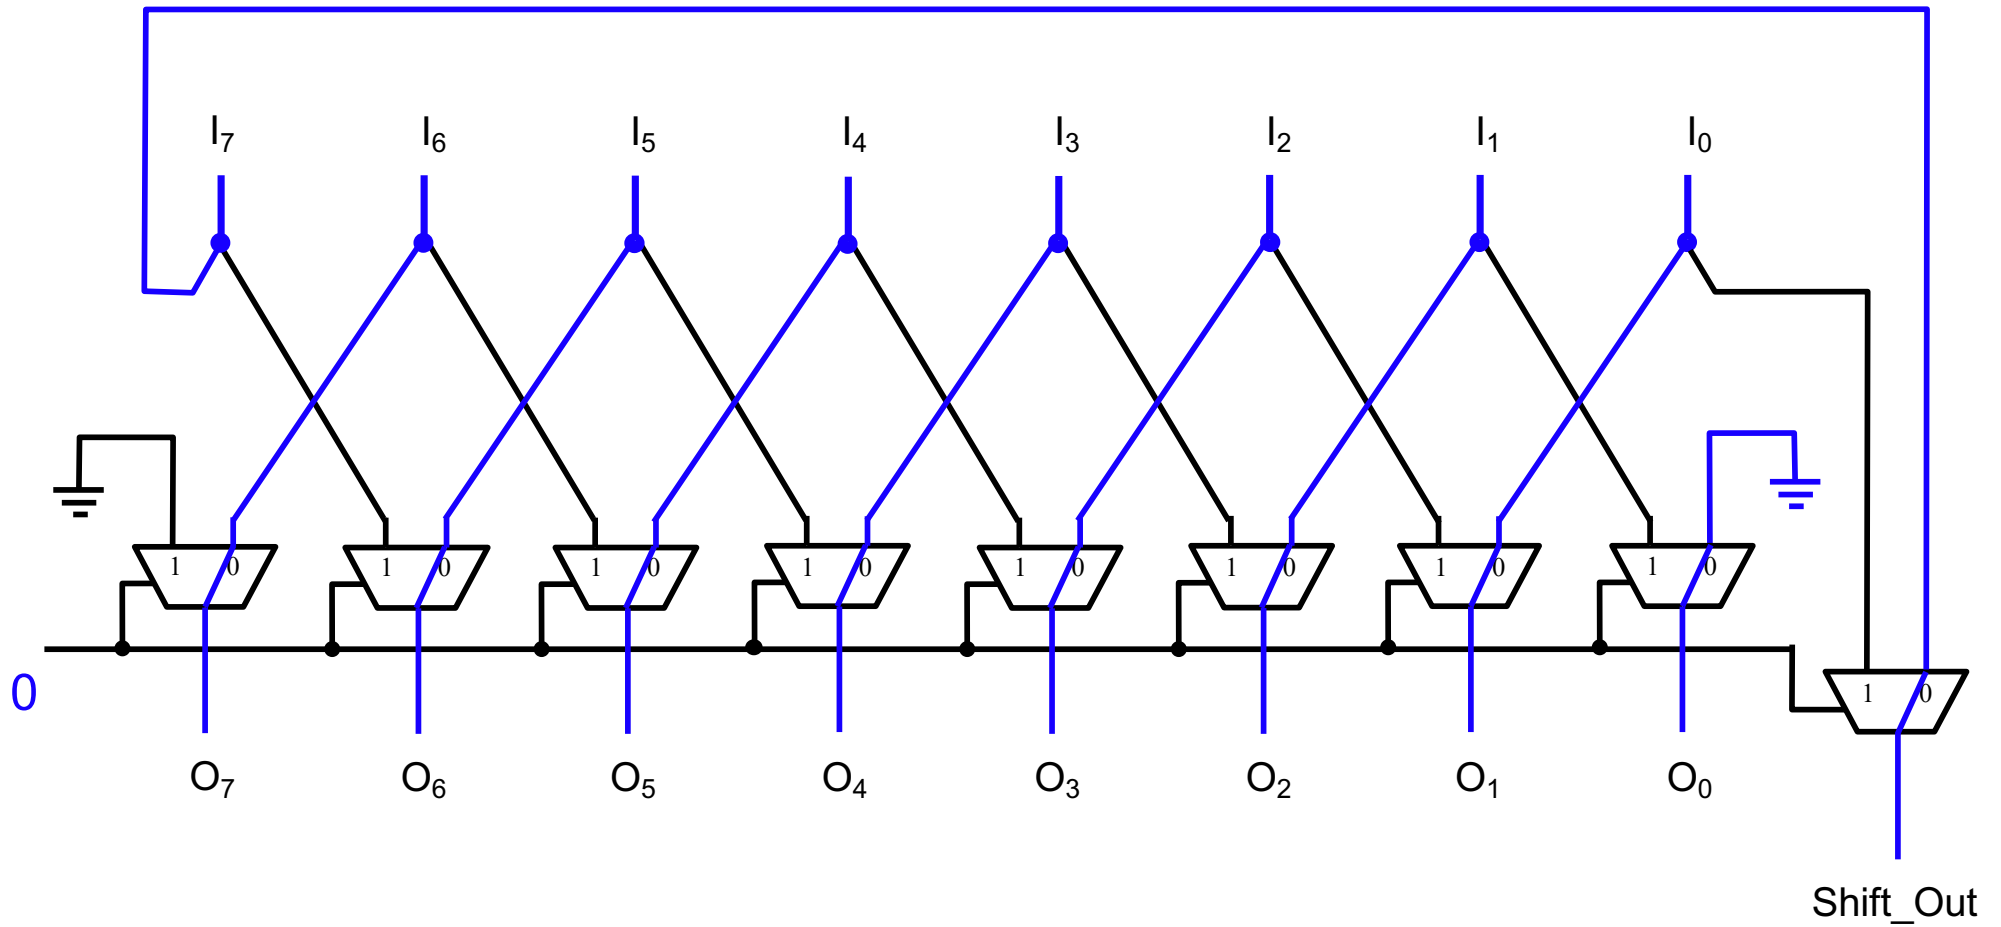 I7 I6 I5 I4 I3 I2 I1 I0
1 0 1 0 1 0 1 0 1 0 1 0 1 0 1 0
0
1 0
O7 O6 O5 O4 O3 O2 O1 O0
Shift_Out